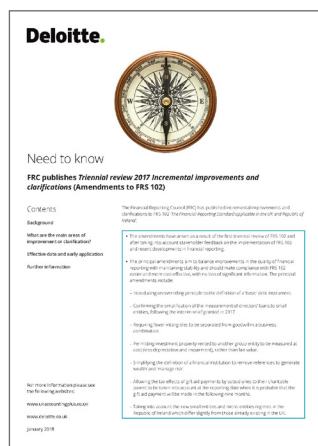 Deloitte.
Need to know
FRC publishes Triennial review 2017 Incremental improvements and
clarifications (Amendments to FRS 102)
Contents
Background
What are the main areas of
improvement or clarification?
Effective date and early application
Further information
For more information please see
the following websites:
www.ukaccountingplus.co.uk
www.deloitte.co.uk
January 2018
The Financial Reporting Council (FRC) has published incremental improvements and
clarifications to FRS 102 'The Financial Reporting Standard applicable in the UK and Republic of
Ireland'.
• The amendments have arisen as a result of the first triennial review of FRS 102 and
after taking into account stakeholder feedback on the implementation of FRS 102
and recent developments in financial reporting.
• The principal amendments aim to balance improvements in the quality of financial
reporting with maintaining stability and should make compliance with FRS 102
easier and more cost effective, with no loss of significant information. The principal
amendments include:
– Introducing an overriding principle to the definition of a 'basic' debt instrument.
– Confirming the simplification of the measurement of directors' loans to small
entities, following the interim relief granted in 2017
– Requiring fewer intangibles to be separated from goodwill in a business
combination
– Permitting investment property rented to another group entity to be measured at
cost (less depreciation and impairment), rather than fair value.
– Simplifying the definition of a financial institution to remove references to generate
wealth and manage risk
– Allowing the tax effects of gift aid payments by subsidiaries to their charitable
parent to be taken into account at the reporting date when it is probable that the
gift aid payment will be made in the following nine months.
– Taking into account the new small entities and micro-entities regimes in the
Republic of Ireland which differ slightly from those already existing in the UK.